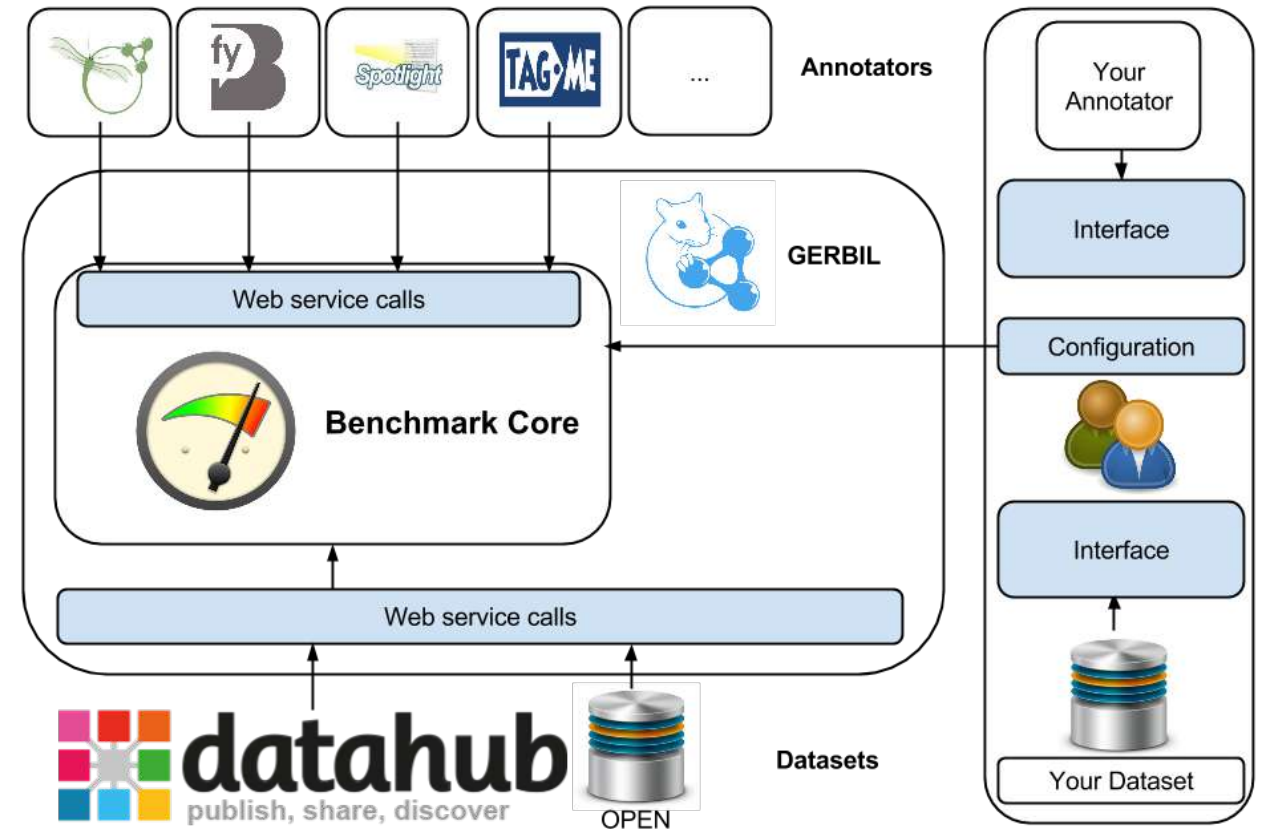 fy
Spotlight
TAG ME
...
Annotators
Your
Annotator
Interface
GERBIL
Web service calls
Configuration
Benchmark Core
Interface
Web service calls
datahub
publish, share, discover
Datasets
OPEN
Your Dataset